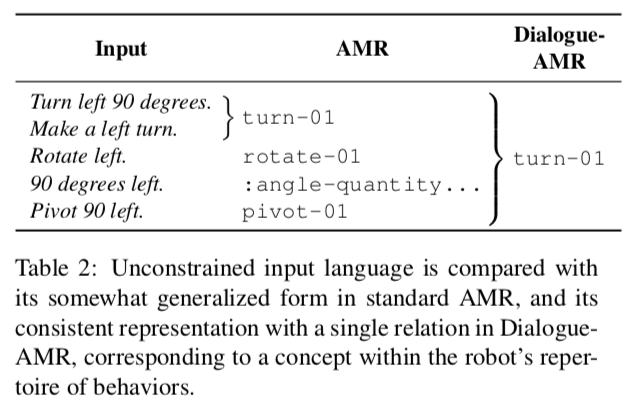 Input AMR Dialogue-AMR
Turn left 90 degrees.
Make a left turn.
turn-01
Rotate left. rotate-01
90 degrees left. :angle-quantity...
Pivot 90 left. pivot-01
turn-01
Table 2: Unconstrained input language is compared with
its somewhat generalized form in standard AMR, and its
consistent representation with a single relation in Dialogue-
AMR, corresponding to a concept within the robot's reper-
toire of behaviors.